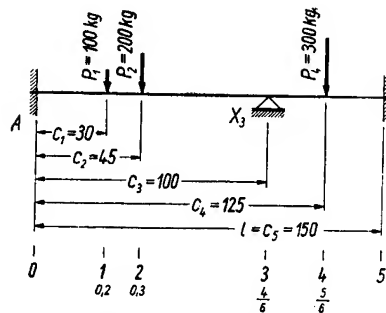 P₁=100 kg
P₂=200 kg
P₄=300 kg.
A
X₃
C₁=30
C₂=45
C₃=100
C₄=125
l=C₅=150
0 1 2 3 4 5
0,2 0,3 4/6 5/6